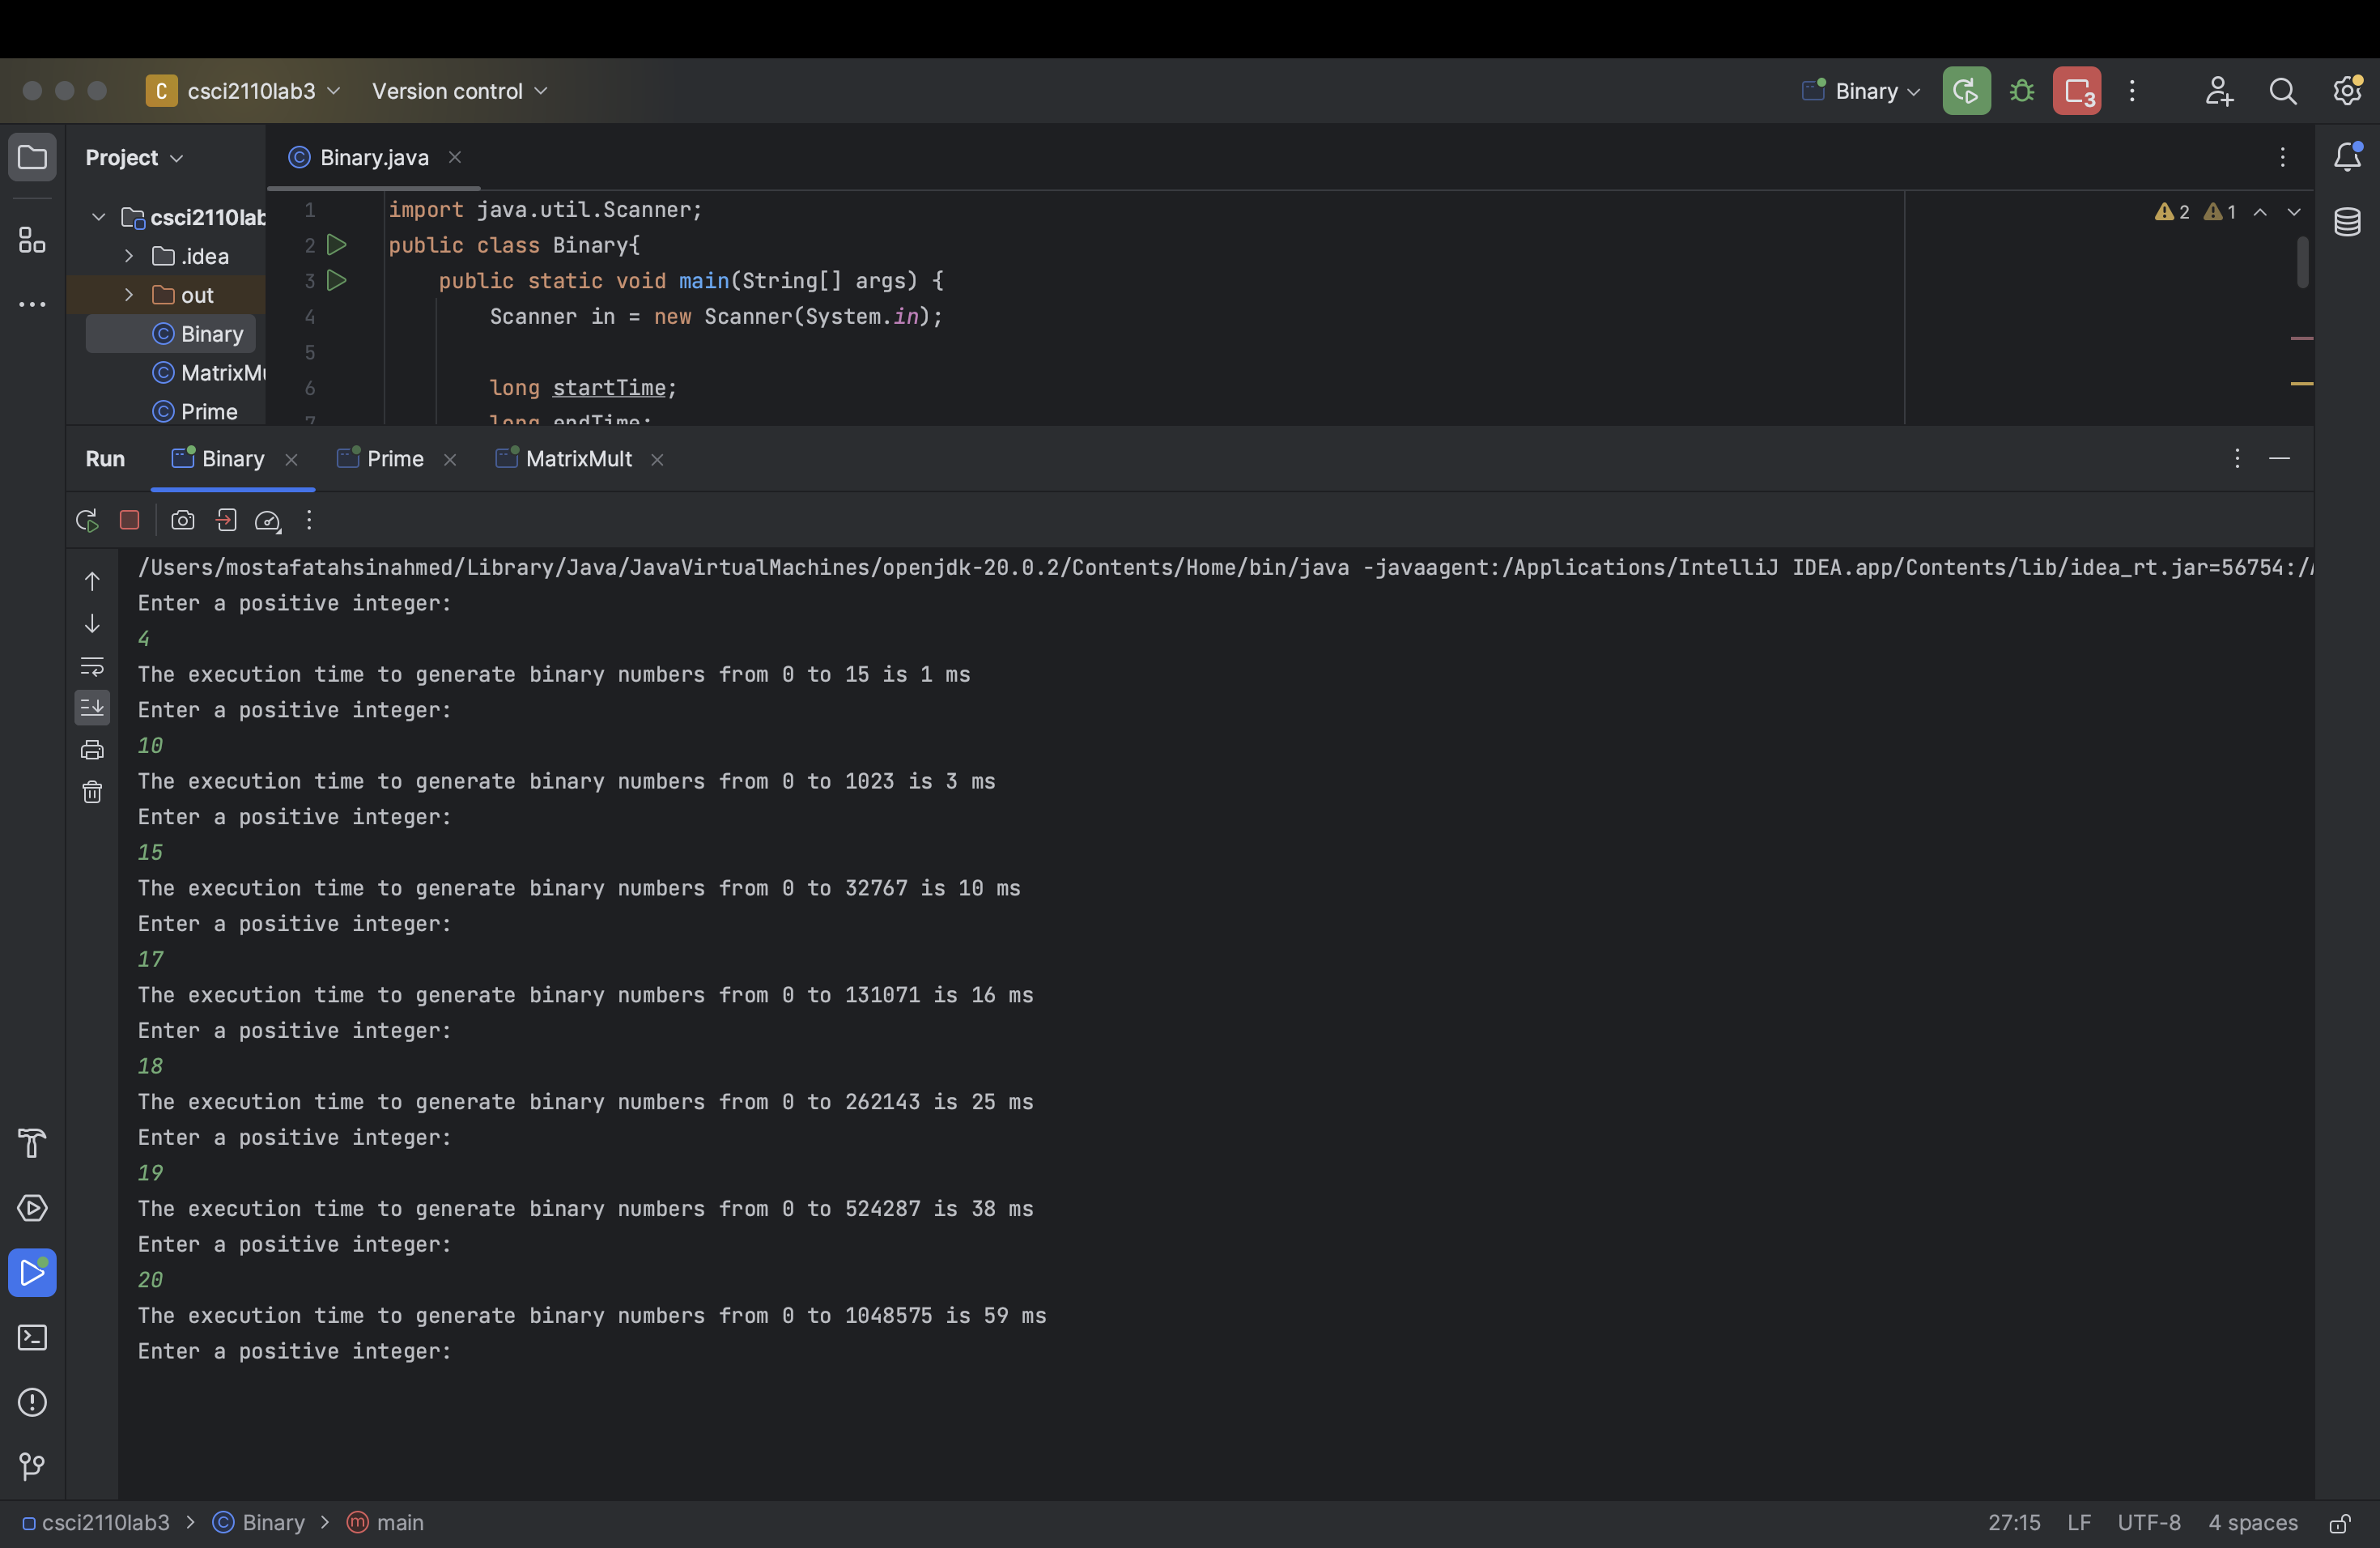 C csci2110lab3 Version control Binary 3
Project
Binary.java
csci2110lab
.idea
out
Binary
MatrixMu
Prime
1 import java.util.Scanner;
2 public class Binary{
3 public static void main(String[] args) {
4 Scanner in = new Scanner(System.in);
5
6 long startTime;
7 long endTime;
2 1
Run Binary Prime MatrixMult
/Users/mostafatahsinahmed/Library/Java/JavaVirtualMachines/openjdk-20.0.2/Contents/Home/bin/java -javaagent:/Applications/IntelliJ IDEA.app/Contents/lib/idea_rt.jar=56754:/
Enter a positive integer:
4
The execution time to generate binary numbers from 0 to 15 is 1 ms
Enter a positive integer:
10
The execution time to generate binary numbers from 0 to 1023 is 3 ms
Enter a positive integer:
15
The execution time to generate binary numbers from 0 to 32767 is 10 ms
Enter a positive integer:
17
The execution time to generate binary numbers from 0 to 131071 is 16 ms
Enter a positive integer:
18
The execution time to generate binary numbers from 0 to 262143 is 25 ms
Enter a positive integer:
19
The execution time to generate binary numbers from 0 to 524287 is 38 ms
Enter a positive integer:
20
The execution time to generate binary numbers from 0 to 1048575 is 59 ms
Enter a positive integer:
csci2110lab3 > Binary > main 27:15 LF UTF-8 4 spaces